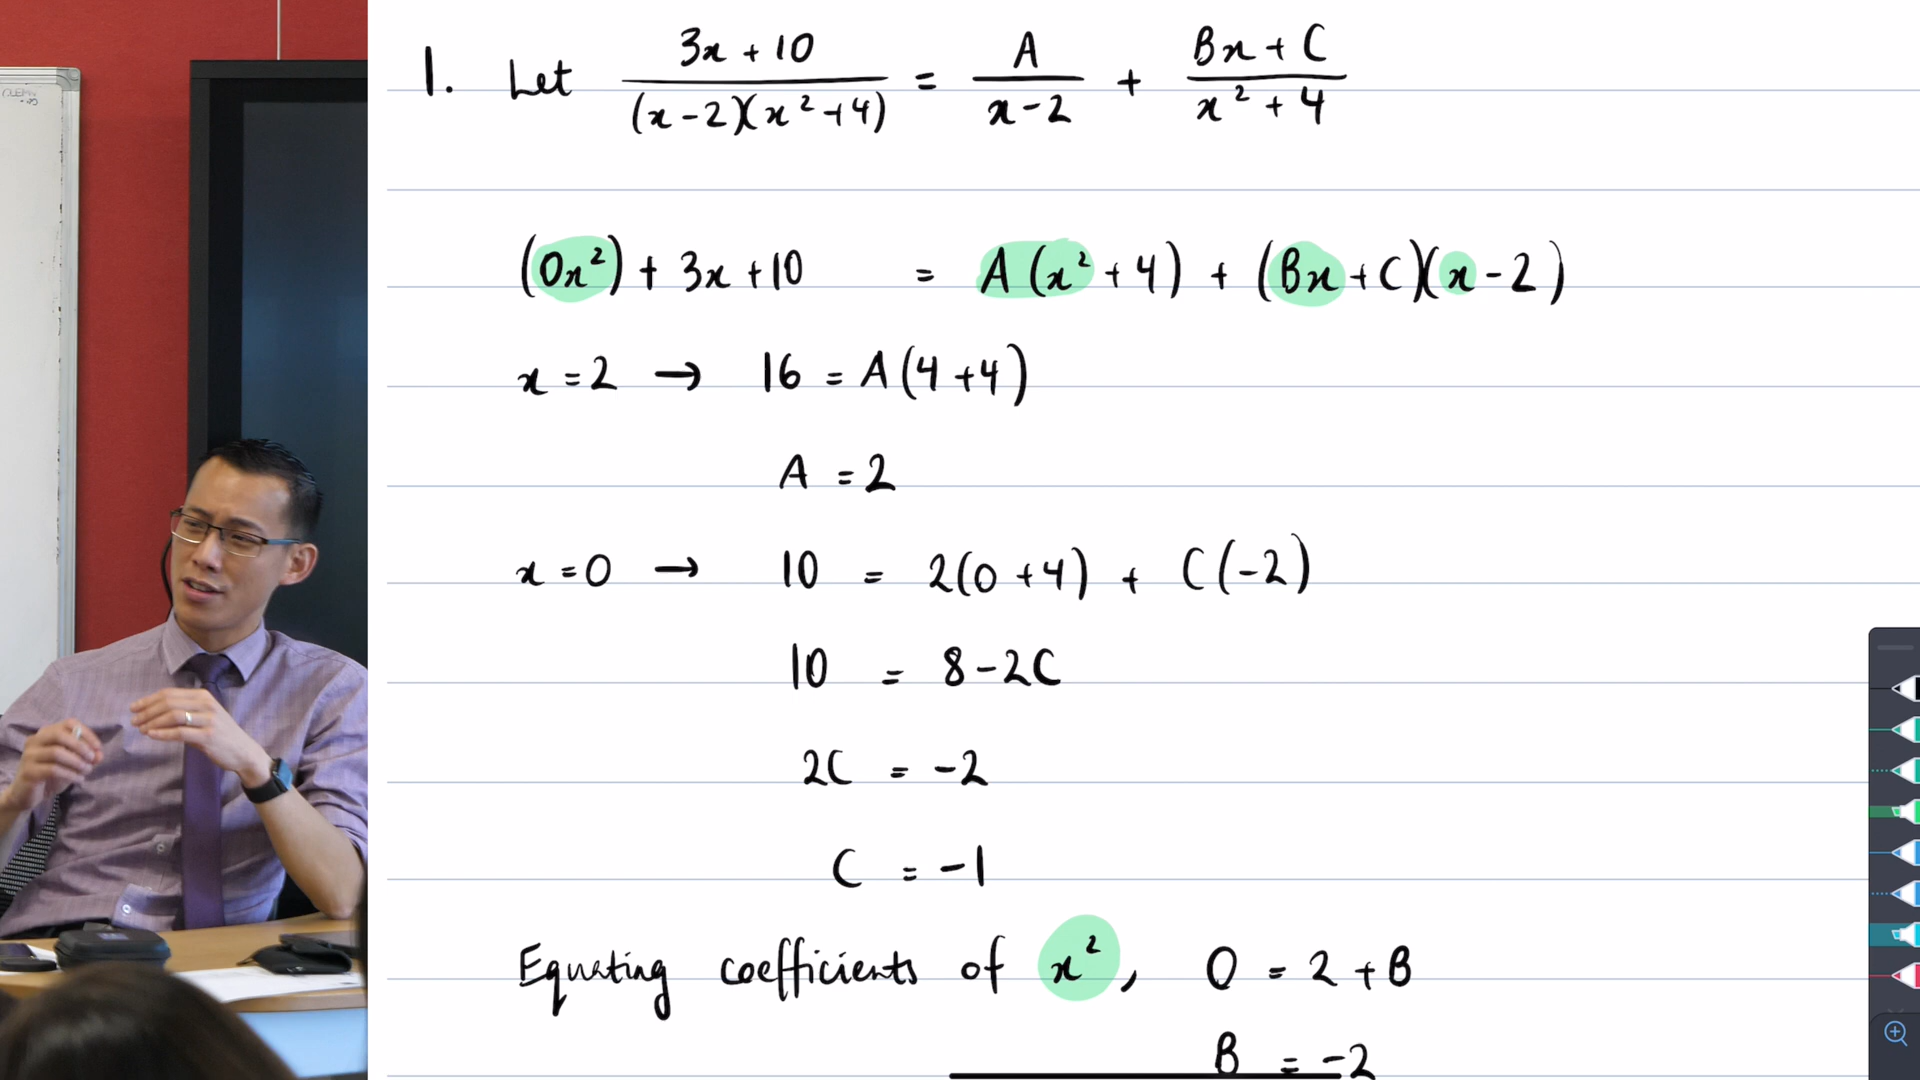 1. Let (3x + 10)/((x-2)(x²+4)) = A/(x-2) + (Bx + C)/(x² + 4)
(0x²) + 3x +10 = A(x² + 4) + (Bx + C)(x - 2)
x = 2 → 16 = A(4+4)
A = 2
x = 0 → 10 = 2(0 + 4) + C(-2)
10 = 8 - 2C
2C = -2
C = -1
Equating coefficients of x², 0 = 2 + B
B = -2